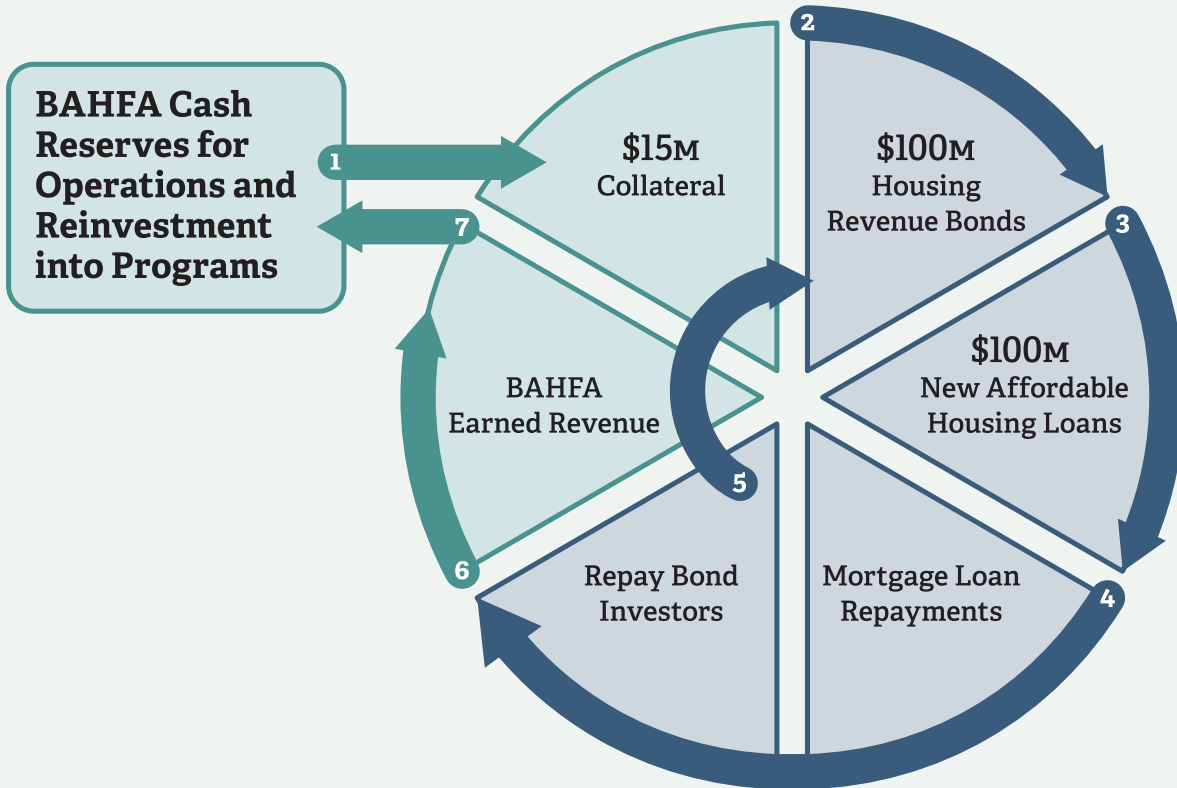 BAHFA Cash
Reserves for
Operations and
Reinvestment
into Programs
1
7
$15M
Collateral
2
$100M
Housing
Revenue Bonds
3
$100M
New Affordable
Housing Loans
4
Mortgage Loan
Repayments
5
Repay Bond
Investors
6
BAHFA
Earned Revenue